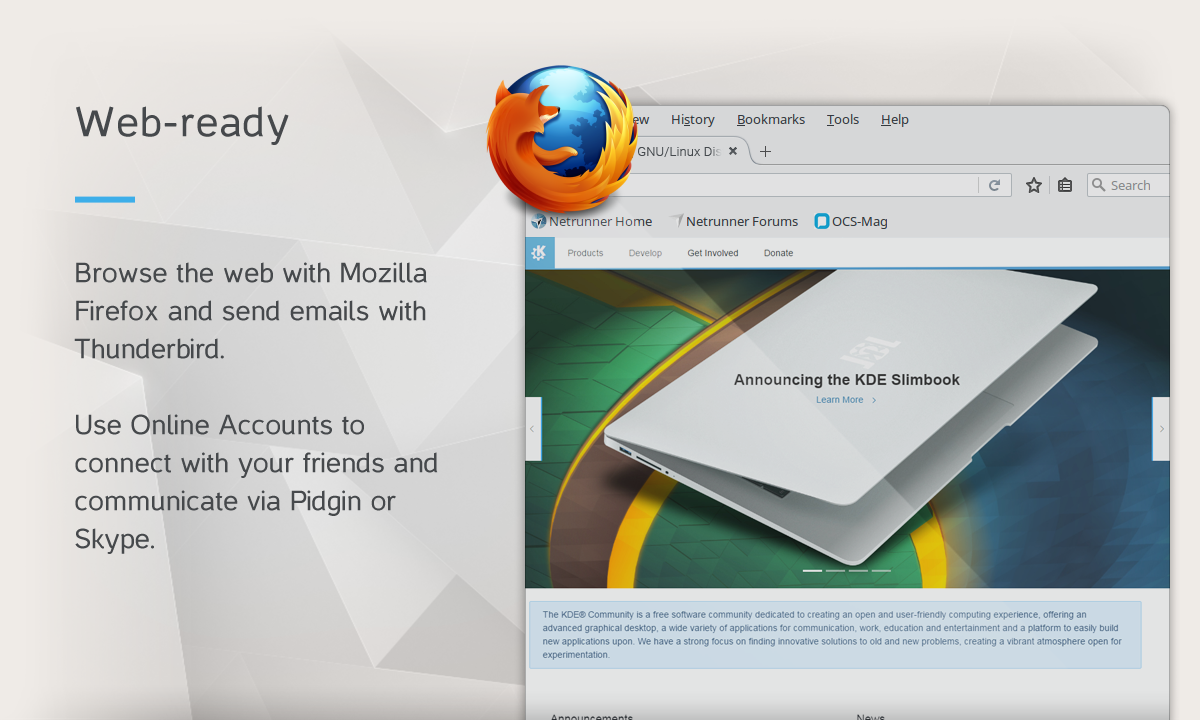 Web-ready
Browse the web with Mozilla
Firefox and send emails with
Thunderbird.
Use Online Accounts to
connect with your friends and
communicate via Pidgin or
Skype.
History Bookmarks Tools Help
GNU/Linux
Search
Netrunner Home Netrunner Forums OCS-Mag
Products Develop Get Involved Donate
Announcing the KDE Slimbook
Learn More
The KDE® Community is a free software community dedicated to creating an open and user-friendly computing experience, offering an
advanced graphical desktop, a wide variety of applications for communication, work, education and entertainment and a platform to easily build
new applications upon. We have a strong focus on finding innovative solutions to old and new problems, creating a vibrant atmosphere open for
experimentation.
Announcements News